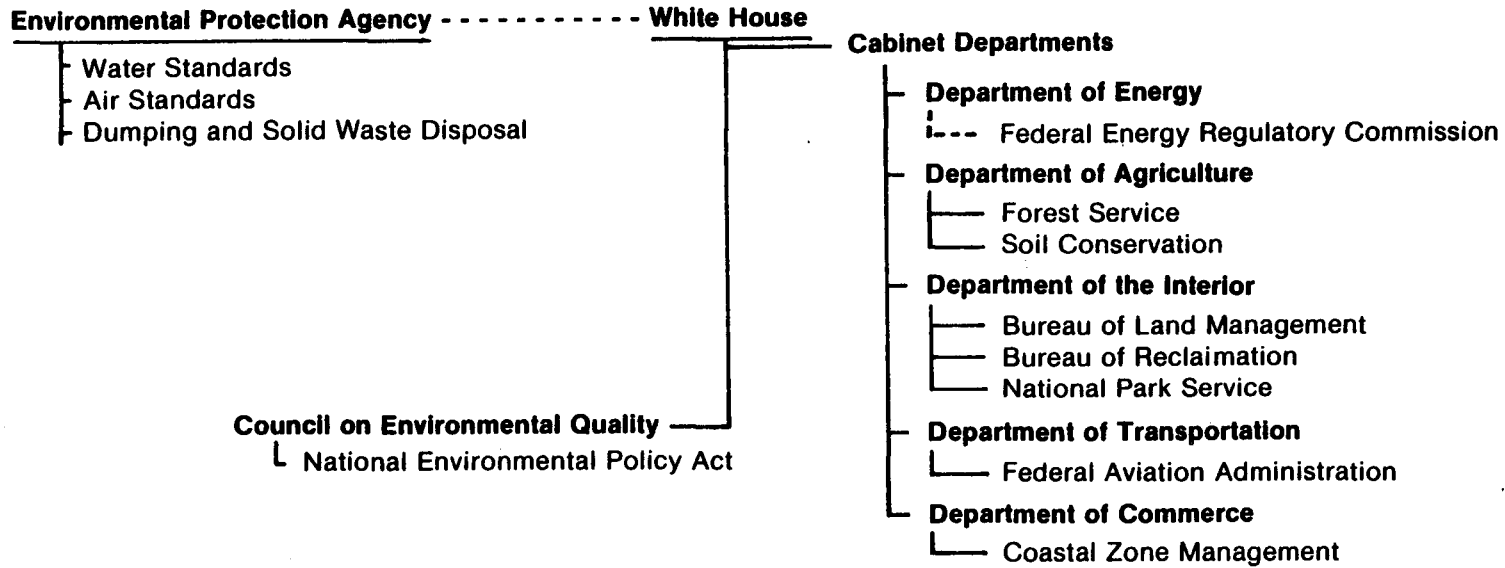 Environmental Protection Agency
White House
Water Standards
Air Standards
Dumping and Solid Waste Disposal
Council on Environmental Quality
National Environmental Policy Act
Cabinet Departments
Department of Energy
Federal Energy Regulatory Commission
Department of Agriculture
Forest Service
Soil Conservation
Department of the Interior
Bureau of Land Management
Bureau of Reclaimation
National Park Service
Department of Transportation
Federal Aviation Administration
Department of Commerce
Coastal Zone Management